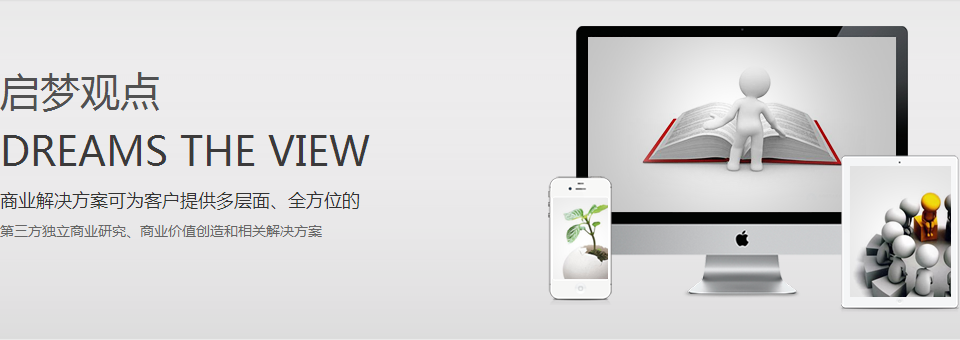 启梦观点
DREAMS THE VIEW
商业解决方案可为客户提供多层面、全方位的
第三方独立商业研究、商业价值创造和相关解决方案